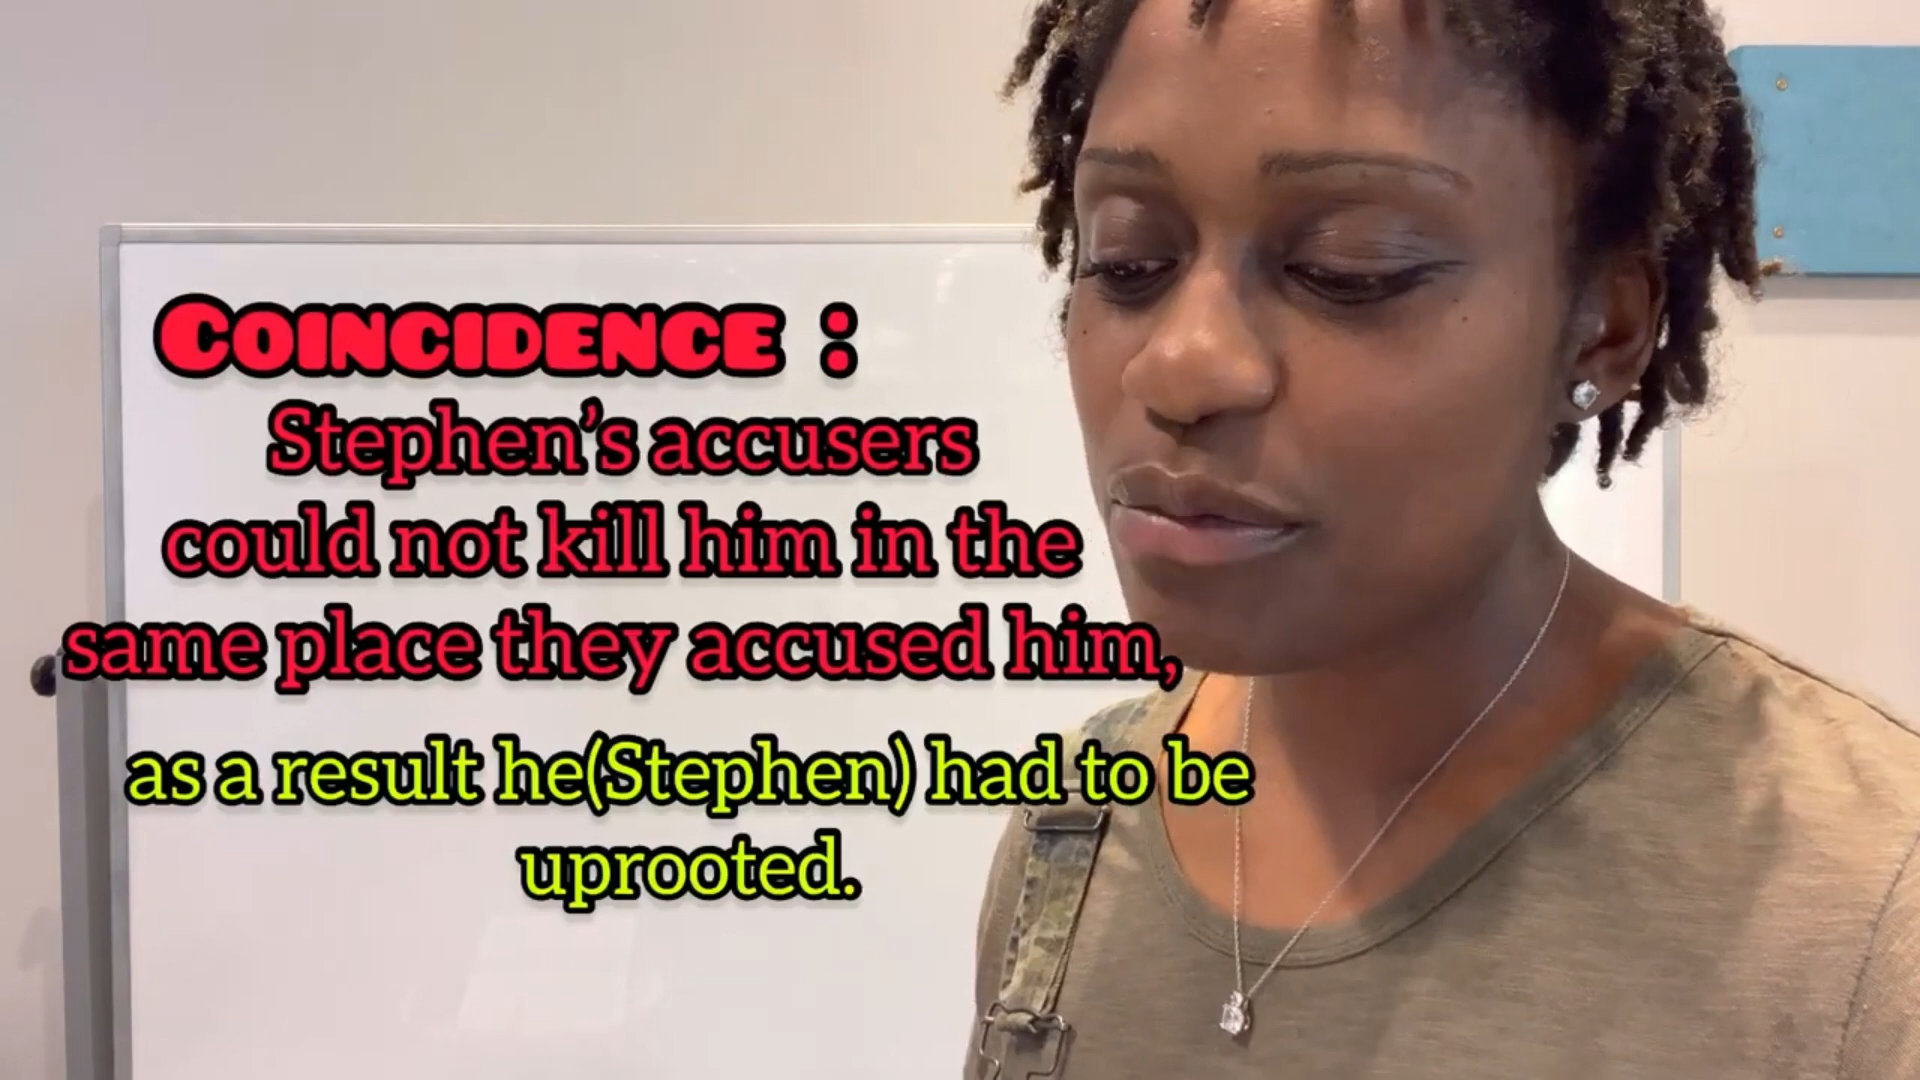 COINCIDENCE :
Stephen’s accusers
could not kill him in the
same place they accused him,
as a result he(Stephen) had to be
uprooted.